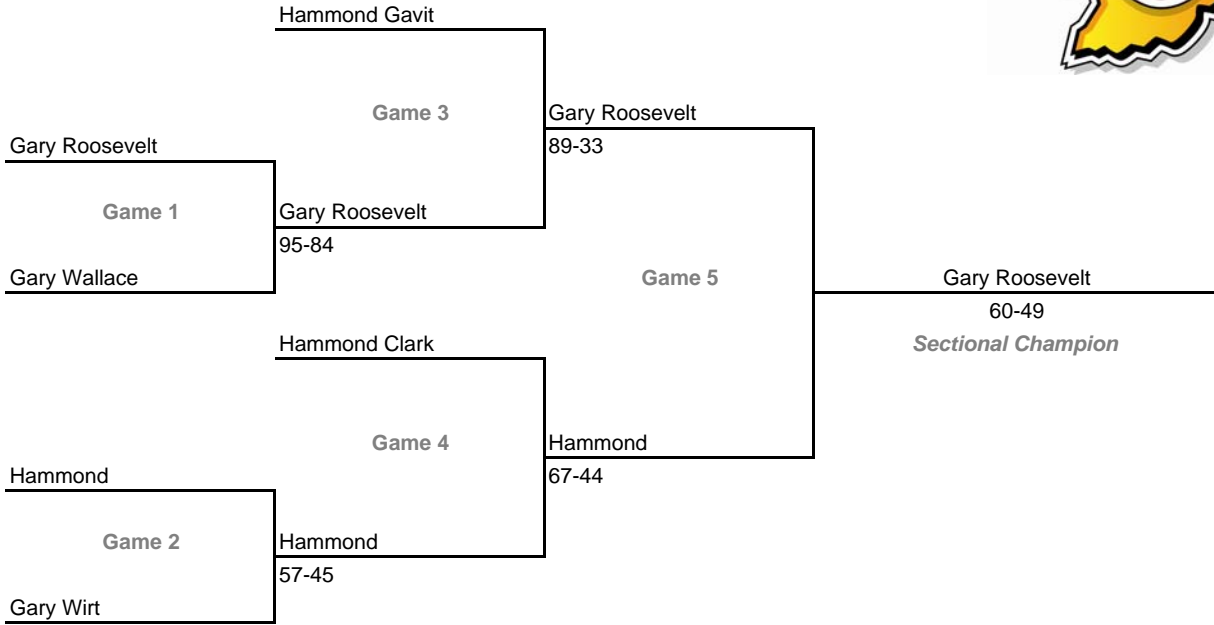 Hammond Gavit
Game 3
Gary Roosevelt
Gary Roosevelt
89-33
Game 1
Gary Roosevelt
95-84
Gary Wallace
Game 5
Gary Roosevelt
60-49
Hammond Clark
Sectional Champion
Game 4
Hammond
Hammond
67-44
Game 2
Hammond
57-45
Gary Wirt